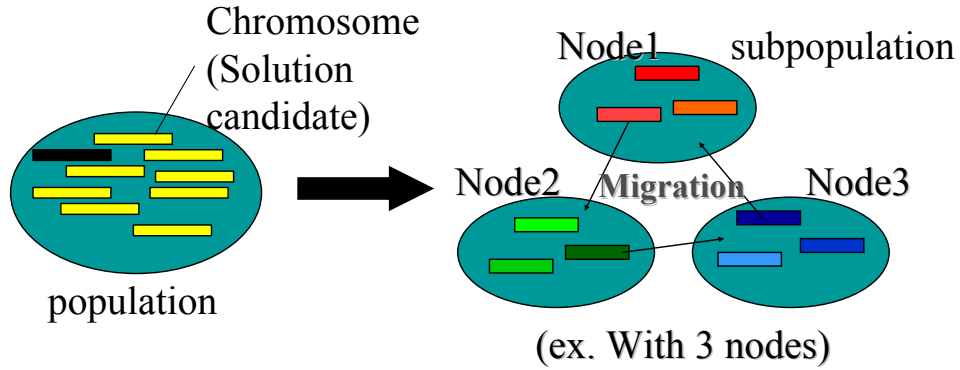 Chromosome
(Solution
candidate)
population
Node1
subpopulation
Node2
Migration
Node3
(ex. With 3 nodes)